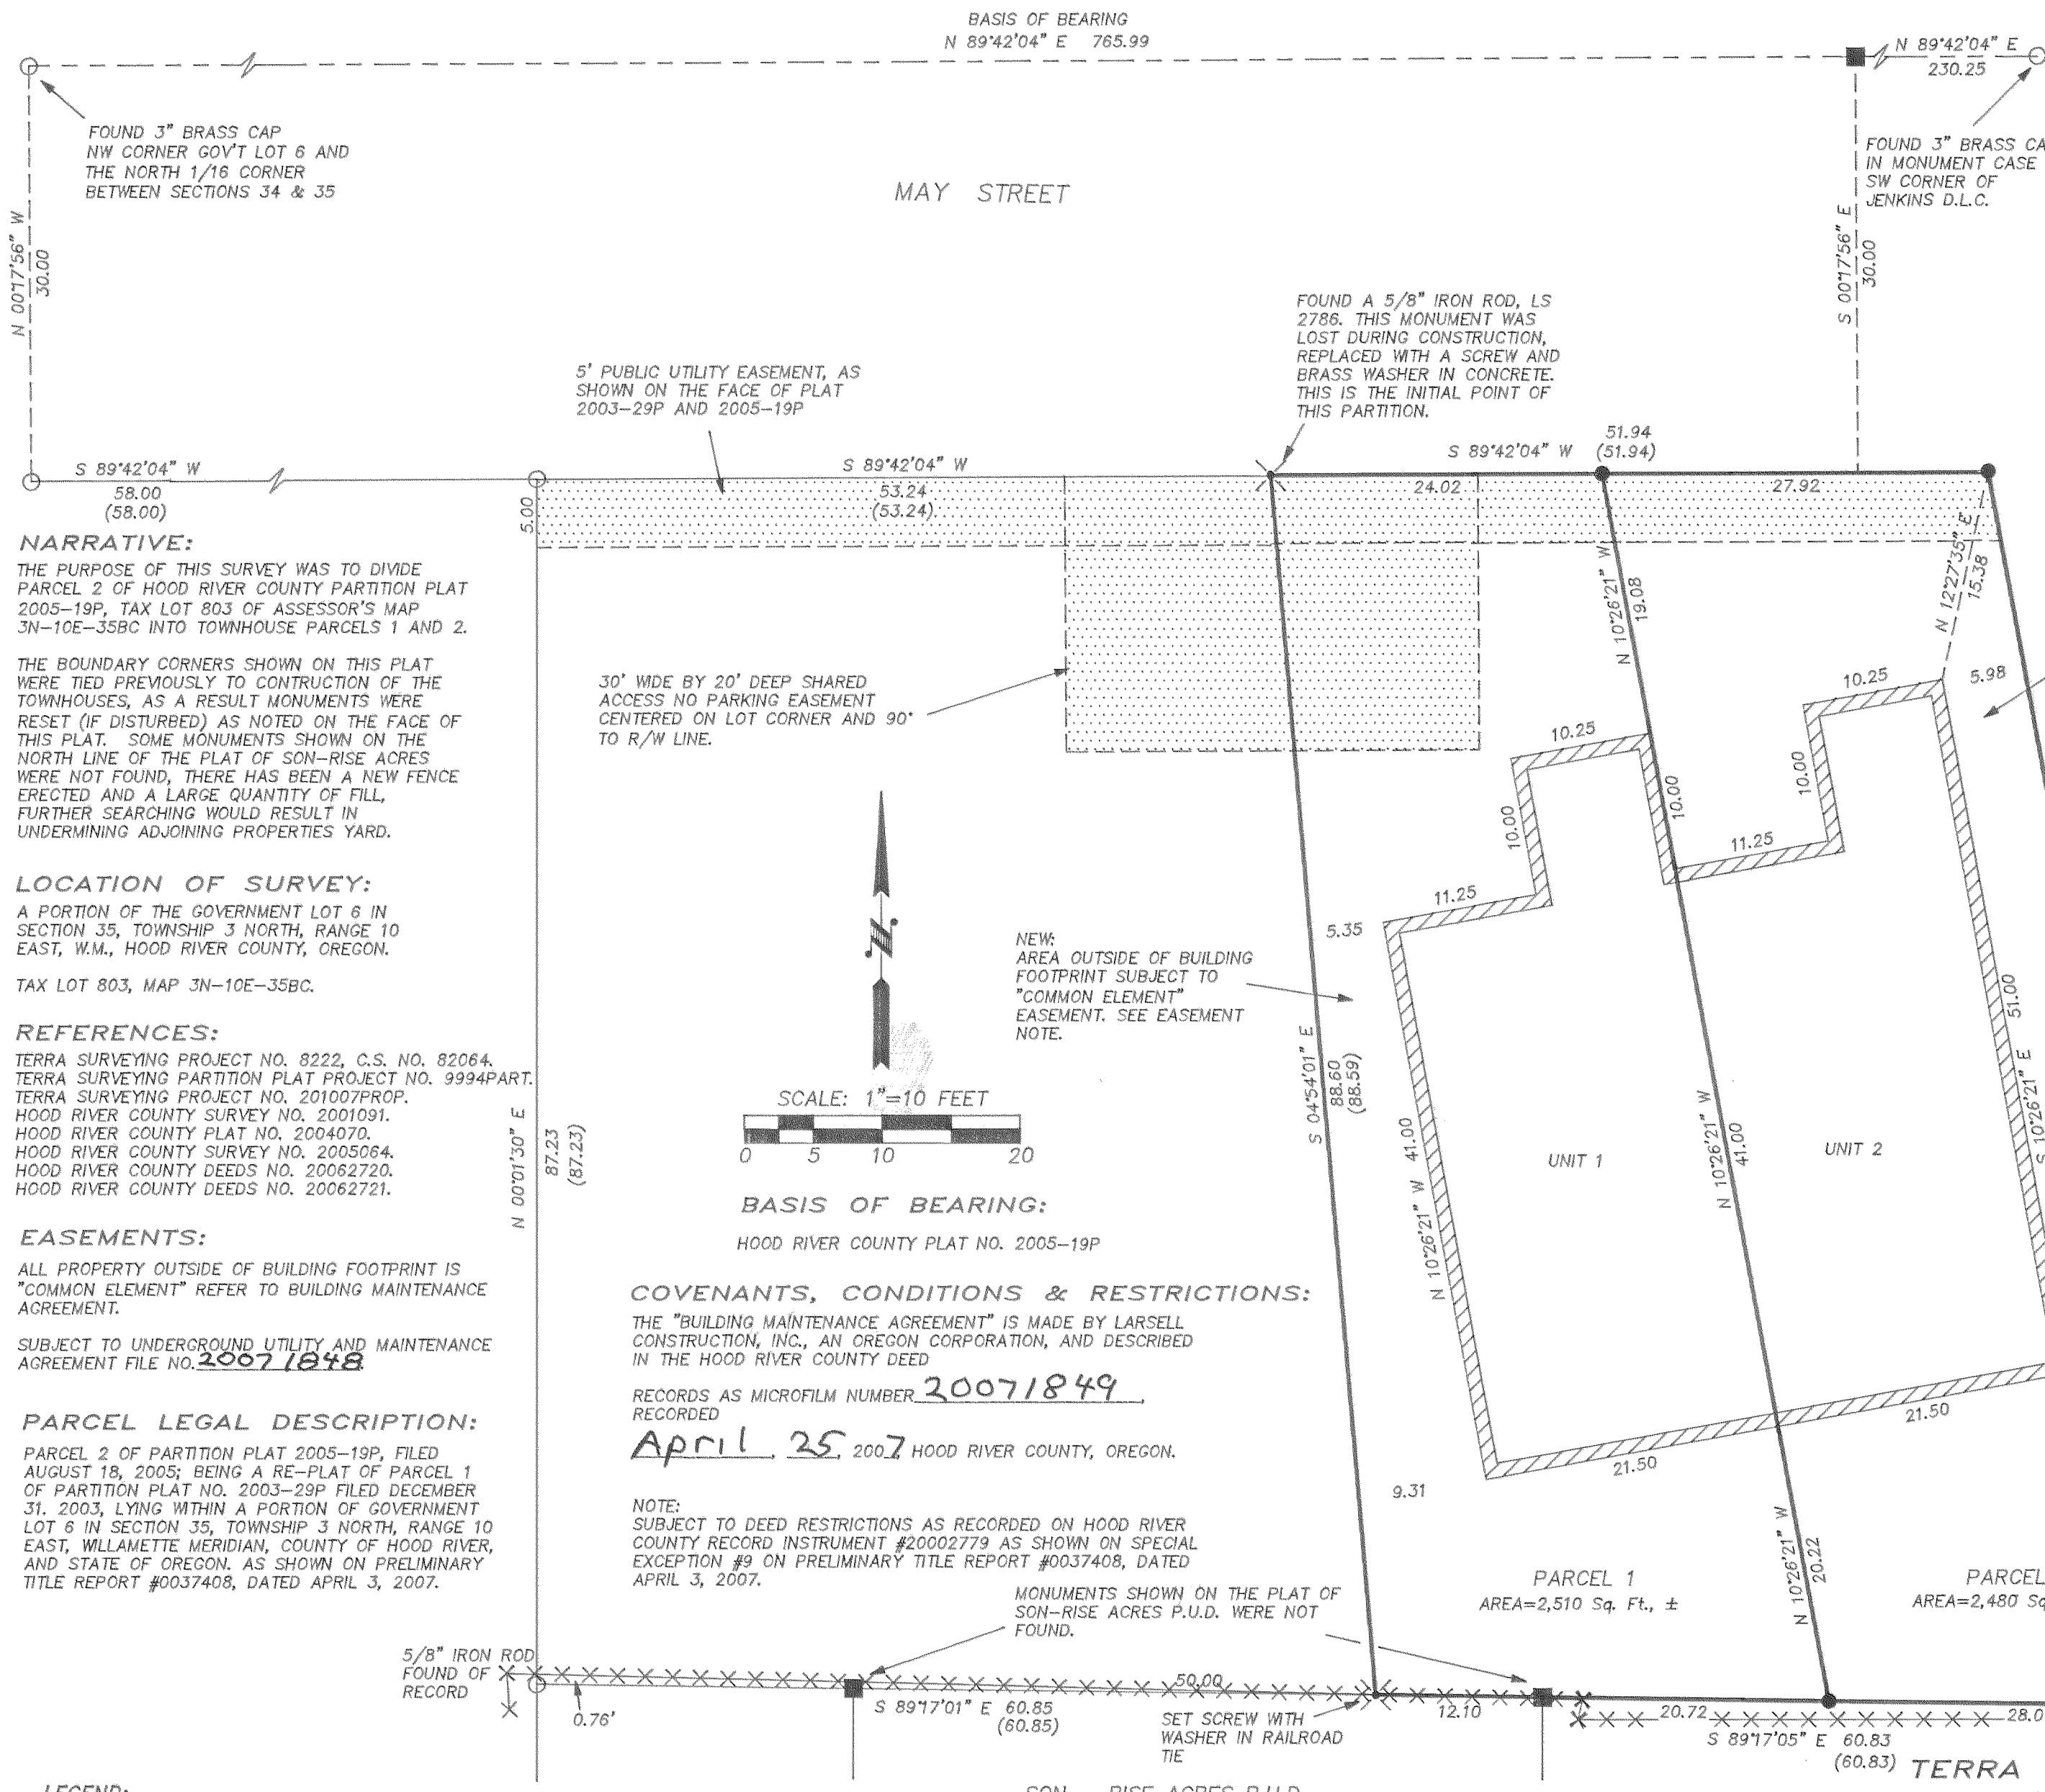 BASIS OF BEARING
N 89°42'04" E 765.99
N 89°42'04" E
230.25
FOUND 3" BRASS CAP
NW CORNER GOV'T LOT 6 AND
THE NORTH 1/16 CORNER
BETWEEN SECTIONS 34 & 35
FOUND 3" BRASS CA
IN MONUMENT CASE
SW CORNER OF
JENKINS D.L.C.
MAY STREET
N 00°17'56" W
30.00
S 00°17'56" E
30.00
FOUND A 5/8" IRON ROD, LS
2786. THIS MONUMENT WAS
LOST DURING CONSTRUCTION,
REPLACED WITH A SCREW AND
BRASS WASHER IN CONCRETE.
THIS IS THE INITIAL POINT OF
THIS PARTITION.
5' PUBLIC UTILITY EASEMENT, AS
SHOWN ON THE FACE OF PLAT
2003-29P AND 2005-19P
S 89°42'04" W
58.00
(58.00)
S 89°42'04" W
53.24
(53.24)
5.00
S 89°42'04" W
51.94
(51.94)
24.02
27.92
N 10°26'21" W
19.08
N 12°27'35" E
15.38
NARRATIVE:
THE PURPOSE OF THIS SURVEY WAS TO DIVIDE
PARCEL 2 OF HOOD RIVER COUNTY PARTITION PLAT
2005-19P, TAX LOT 803 OF ASSESSOR'S MAP
3N-10E-35BC INTO TOWNHOUSE PARCELS 1 AND 2.
THE BOUNDARY CORNERS SHOWN ON THIS PLAT
WERE TIED PREVIOUSLY TO CONTRUCTION OF THE
TOWNHOUSES, AS A RESULT MONUMENTS WERE
RESET (IF DISTURBED) AS NOTED ON THE FACE OF
THIS PLAT. SOME MONUMENTS SHOWN ON THE
NORTH LINE OF THE PLAT OF SON-RISE ACRES
WERE NOT FOUND, THERE HAS BEEN A NEW FENCE
ERECTED AND A LARGE QUANTITY OF FILL,
FURTHER SEARCHING WOULD RESULT IN
UNDERMINING ADJOINING PROPERTIES YARD.
30' WIDE BY 20' DEEP SHARED
ACCESS NO PARKING EASEMENT
CENTERED ON LOT CORNER AND 90°
TO R/W LINE.
10.25
5.98
10.25
10.00
10.00
10.00
11.25
11.25
5.35
LOCATION OF SURVEY:
A PORTION OF THE GOVERNMENT LOT 6 IN
SECTION 35, TOWNSHIP 3 NORTH, RANGE 10
EAST, W.M., HOOD RIVER COUNTY, OREGON.
TAX LOT 803, MAP 3N-10E-35BC.
NEW:
AREA OUTSIDE OF BUILDING
FOOTPRINT SUBJECT TO
"COMMON ELEMENT"
EASEMENT. SEE EASEMENT
NOTE.
N
REFERENCES:
TERRA SURVEYING PROJECT NO. 8222, C.S. NO. 82064.
TERRA SURVEYING PARTITION PLAT PROJECT NO. 9994PART.
TERRA SURVEYING PROJECT NO. 201007PROP.
HOOD RIVER COUNTY SURVEY NO. 2001091.
HOOD RIVER COUNTY PLAT NO. 2004070.
HOOD RIVER COUNTY SURVEY NO. 2005064.
HOOD RIVER COUNTY DEEDS NO. 20062720.
HOOD RIVER COUNTY DEEDS NO. 20062721.
N 00°01'30" E
87.23
(87.23)
SCALE: 1"=10 FEET
0 5 10 20
S 04°54'01" E
88.60
(88.59)
N 10°26'21" W
41.00
N 10°26'21" W
41.00
S 10°26'21" E 51.00
UNIT 1
UNIT 2
BASIS OF BEARING:
HOOD RIVER COUNTY PLAT NO. 2005-19P
EASEMENTS:
ALL PROPERTY OUTSIDE OF BUILDING FOOTPRINT IS
"COMMON ELEMENT" REFER TO BUILDING MAINTENANCE
AGREEMENT.
SUBJECT TO UNDERGROUND UTILITY AND MAINTENANCE
AGREEMENT FILE NO. 20071848
COVENANTS, CONDITIONS & RESTRICTIONS:
THE "BUILDING MAINTENANCE AGREEMENT" IS MADE BY LARSELL
CONSTRUCTION, INC., AN OREGON CORPORATION, AND DESCRIBED
IN THE HOOD RIVER COUNTY DEED
RECORDS AS MICROFILM NUMBER 20071849,
RECORDED
April, 25, 2007, HOOD RIVER COUNTY, OREGON.
21.50
21.50
9.31
PARCEL LEGAL DESCRIPTION:
PARCEL 2 OF PARTITION PLAT 2005-19P, FILED
AUGUST 18, 2005; BEING A RE-PLAT OF PARCEL 1
OF PARTITION PLAT NO. 2003-29P FILED DECEMBER
31. 2003, LYING WITHIN A PORTION OF GOVERNMENT
LOT 6 IN SECTION 35, TOWNSHIP 3 NORTH, RANGE 10
EAST, WILLAMETTE MERIDIAN, COUNTY OF HOOD RIVER,
AND STATE OF OREGON. AS SHOWN ON PRELIMINARY
TITLE REPORT #0037408, DATED APRIL 3, 2007.
NOTE:
SUBJECT TO DEED RESTRICTIONS AS RECORDED ON HOOD RIVER
COUNTY RECORD INSTRUMENT #20002779 AS SHOWN ON SPECIAL
EXCEPTION #9 ON PRELIMINARY TITLE REPORT #0037408, DATED
APRIL 3, 2007.
N 10°26'21" W
20.22
PARCEL 1
AREA=2,510 Sq. Ft., ±
PARCEL
AREA=2,480 Sq
MONUMENTS SHOWN ON THE PLAT OF
SON-RISE ACRES P.U.D. WERE NOT
FOUND.
5/8" IRON ROD
FOUND OF
RECORD
0.76'
50.00
S 89°17'01" E 60.85
(60.85)
SET SCREW WITH
WASHER IN RAILROAD
TIE
12.10
20.72
28.0
S 89°17'05" E 60.83
(60.83)
TERRA
LEGEND:
SON - RISE ACRES P.U.D.